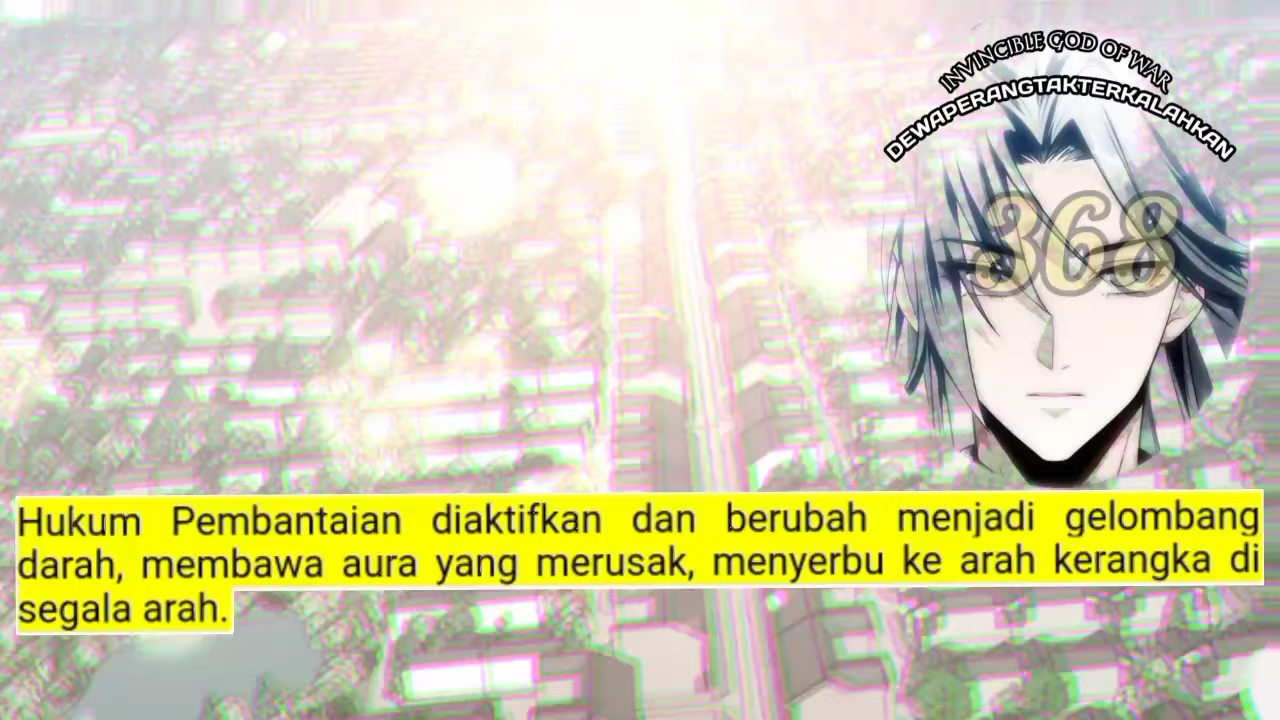 INVINCIBLE GOD OF WAR
DEWAPERANGTAKTERKALAHKAN
368
Hukum Pembantaian diaktifkan dan berubah menjadi gelombang
darah, membawa aura yang merusak, menyerbu ke arah kerangka di
segala arah.